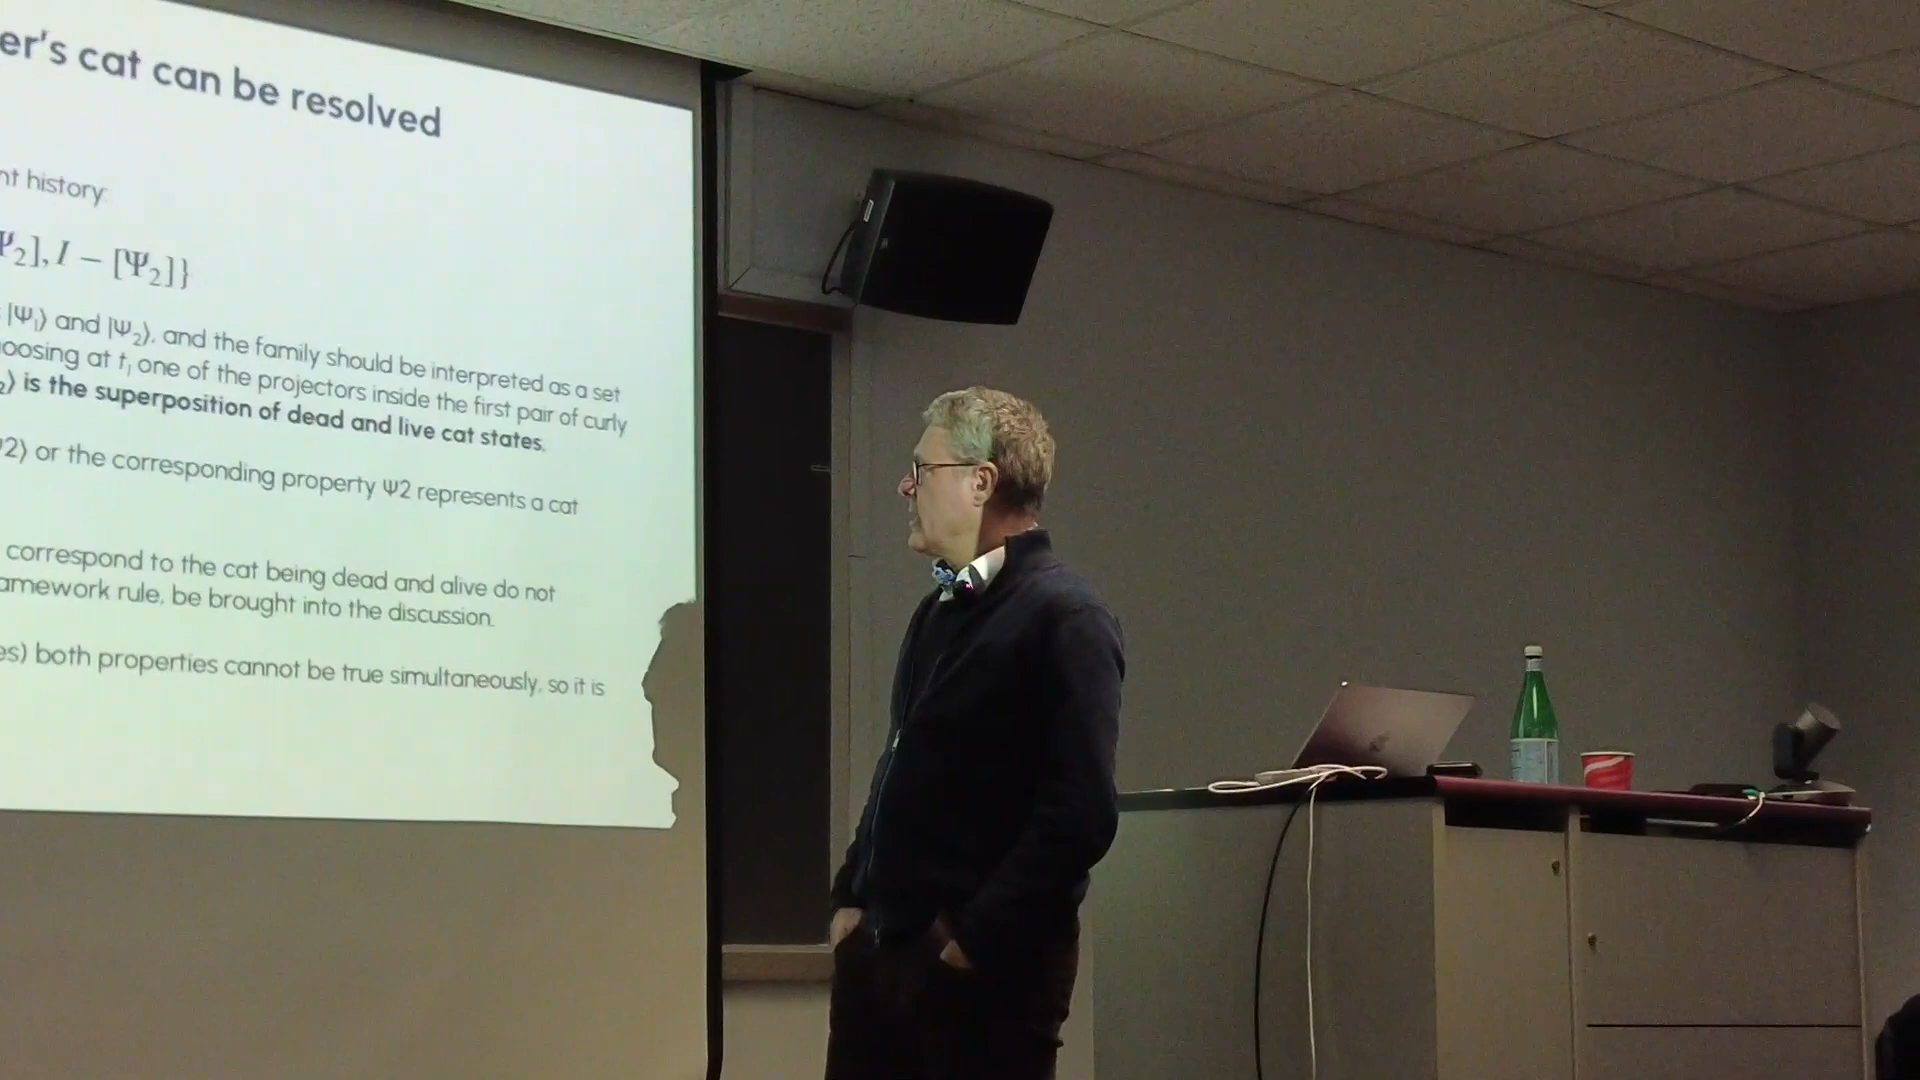 er's cat can be resolved
nt history:
Ψ₂], I – [Ψ₂]}
|Ψ₁⟩ and |Ψ₂⟩, and the family should be interpreted as a set
oosing at t₁ one of the projectors inside the first pair of curly
₂⟩ is the superposition of dead and live cat states.
Ψ2⟩ or the corresponding property Ψ2 represents a cat
correspond to the cat being dead and alive do not
amework rule, be brought into the discussion.
es) both properties cannot be true simultaneously, so it is